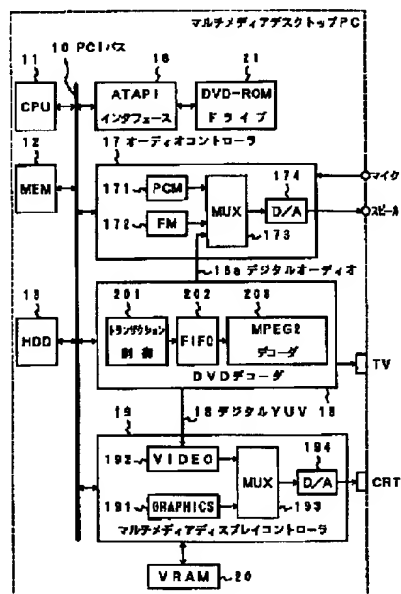 マルチメディアデスクトップPC
10 PCIバス
11
16
21
CPU
ATAPI
インタフェース
DVD-ROM
ドライブ
12
17 オーディオコントローラ
MEM
171
PCM
174
マイク
MUX
D/A
スピーカ
172
FM
173
18a デジタルオーディオ
13
201
202
203
HDD
トランザクション
制御
FIFO
MPEG2
デコーダ
DVDデコーダ
TV
18
19
18 デジタルYUV
192
VIDEO
194
MUX
D/A
CRT
191
GRAPHICS
193
マルチメディアディスプレイコントローラ
VRAM
20